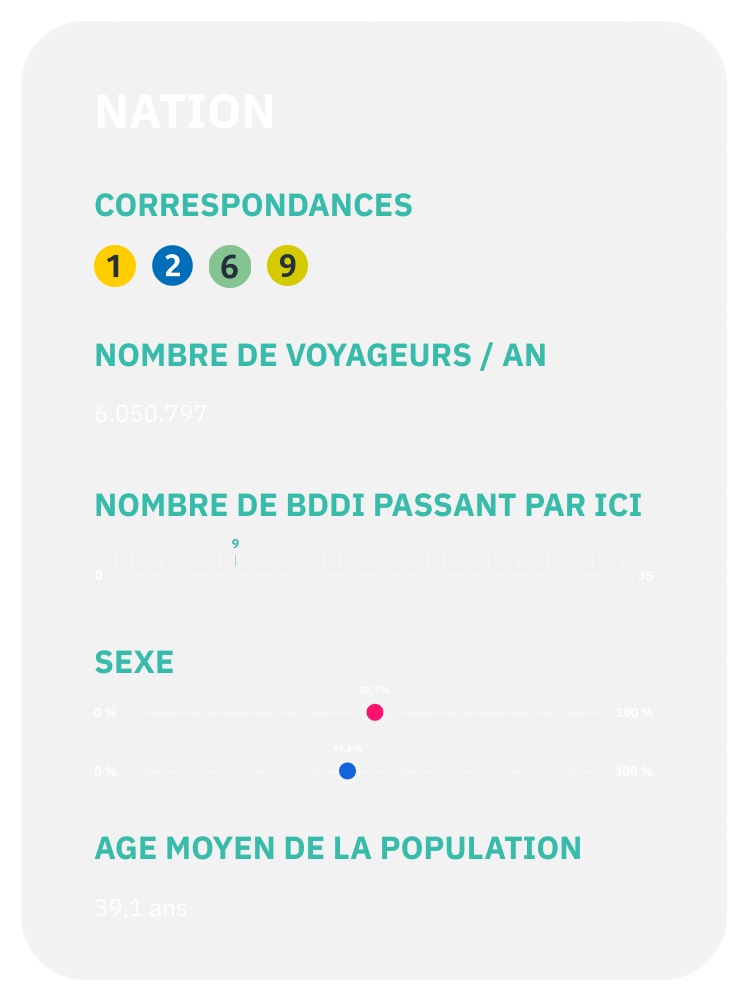 NATION
CORRESPONDANCES
1 2 6 9
NOMBRE DE VOYAGEURS / AN
6.050.797
NOMBRE DE BDDI PASSANT PAR ICI
9
0 35
SEXE
52,7 %
0 % 100 %
47,3 %
0 % 100 %
AGE MOYEN DE LA POPULATION
39,1 ans